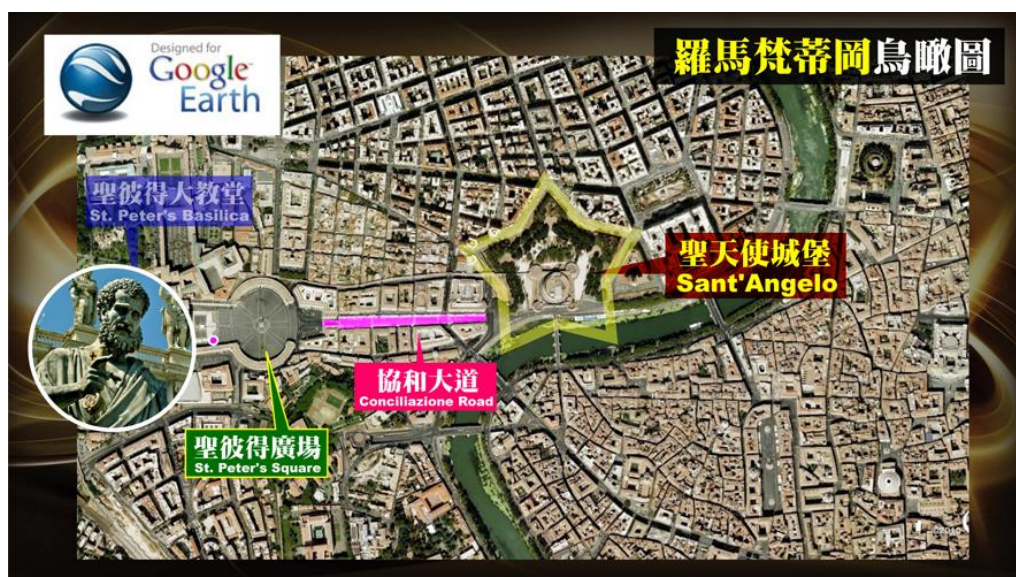 Designed for
Google
Earth
羅馬梵蒂岡鳥瞰圖
聖彼得大教堂
St. Peter's Basilica
聖天使城堡
Sant'Angelo
協和大道
Conciliazione Road
聖彼得廣場
St. Peter's Square
©2010